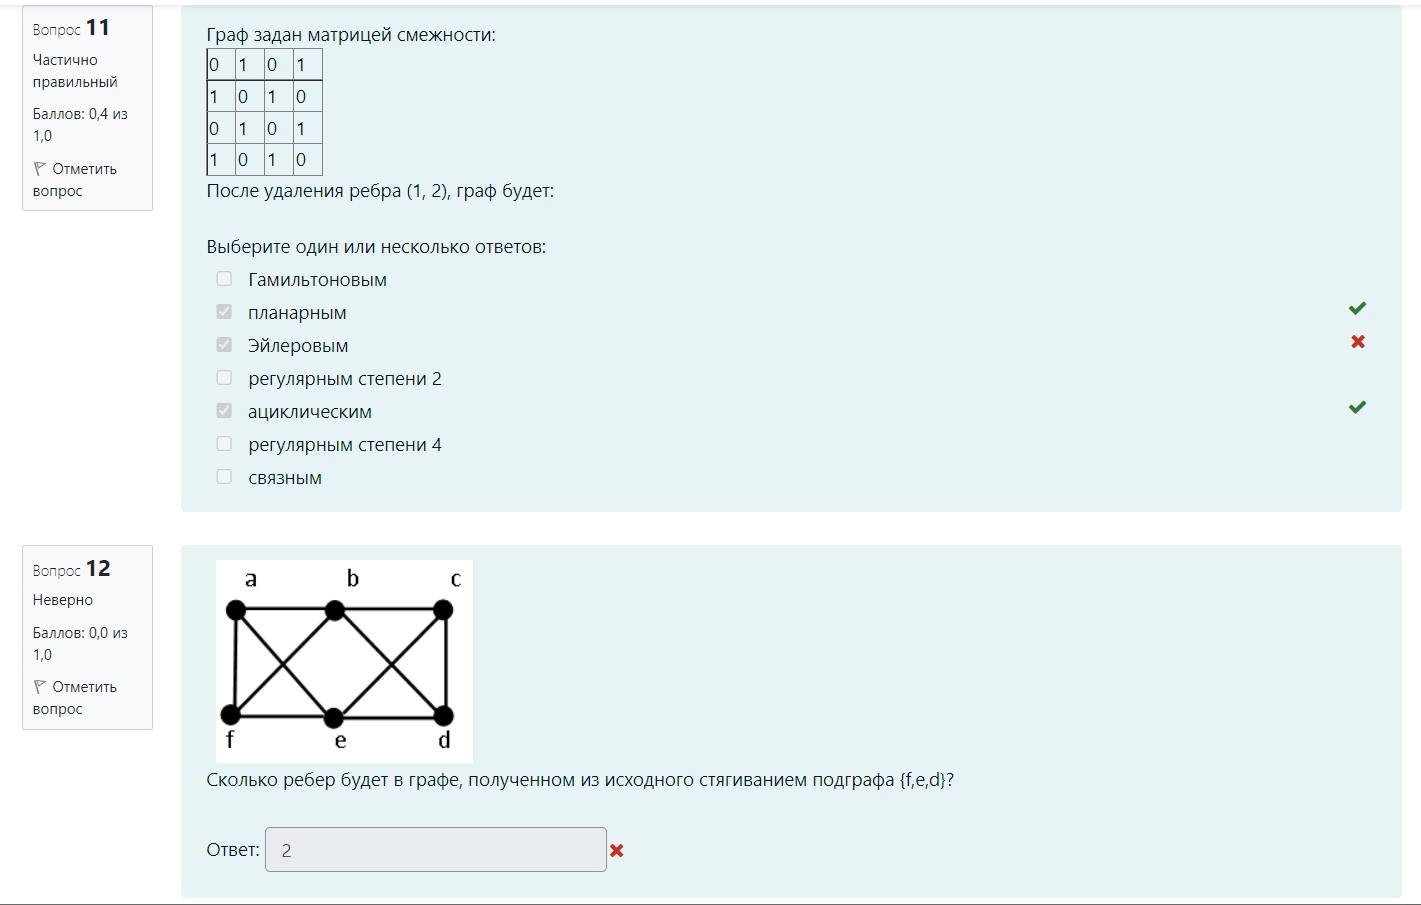 Вопрос 11
Частично
правильный
Баллов: 0,4 из
1,0
Отметить
вопрос
Граф задан матрицей смежности:
0 1 0 1
1 0 1 0
0 1 0 1
1 0 1 0
После удаления ребра (1, 2), граф будет:
Выберите один или несколько ответов:
Гамильтоновым
планарным
Эйлеровым
регулярным степени 2
ациклическим
регулярным степени 4
связным
Вопрос 12
Неверно
Баллов: 0,0 из
1,0
Отметить
вопрос
a b c
f e d
Сколько ребер будет в графе, полученном из исходного стягиванием подграфа {f,e,d}?
Ответ: 2